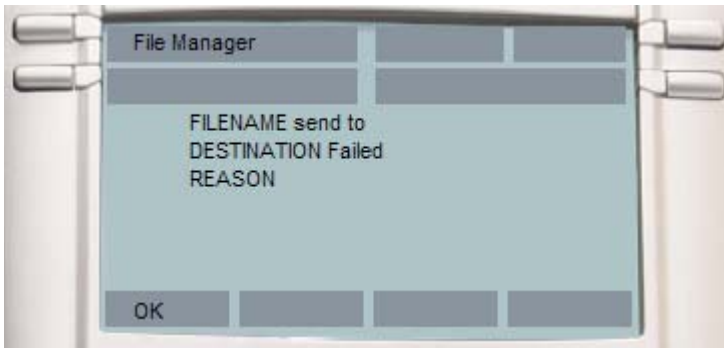 File Manager
FILENAME send to
DESTINATION Failed
REASON
OK